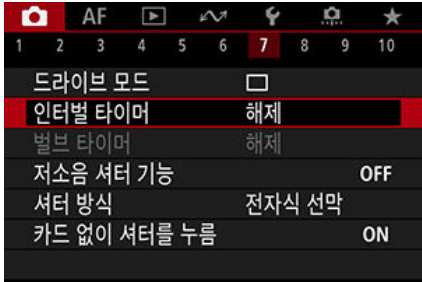 AF
1 2 3 4 5 6 7 8 9 10
드라이브 모드
인터벌 타이머 해제
벌브 타이머 해제
저소음 셔터 기능 OFF
셔터 방식 전자식 선막
카드 없이 셔터를 누름 ON